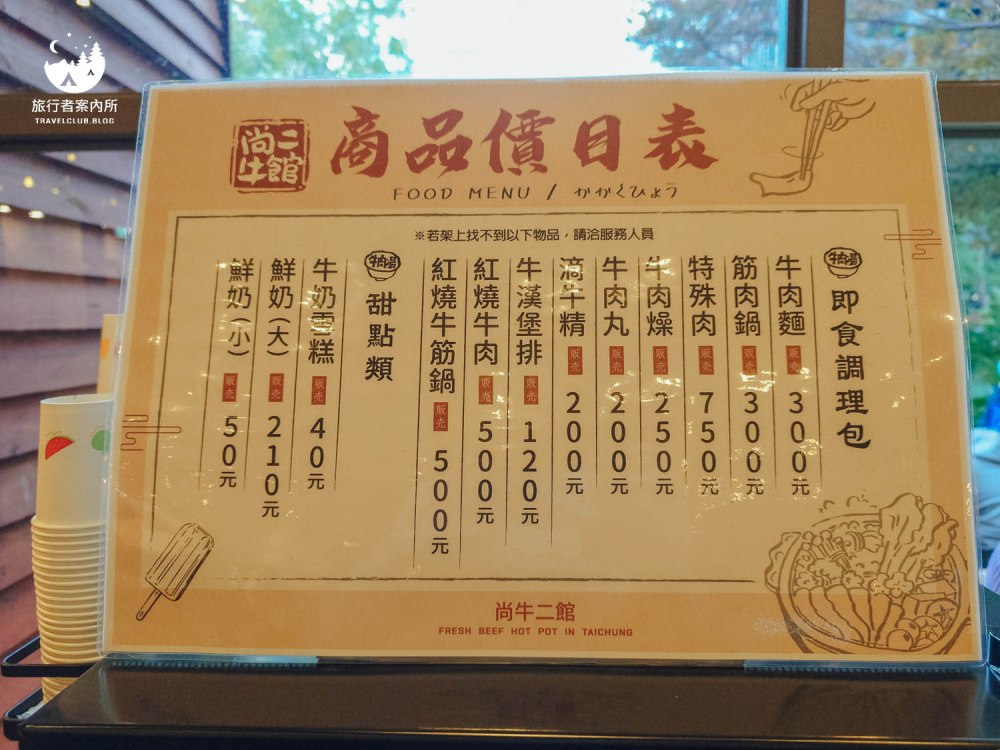 旅行者案內所
TRAVELCLUB.BLOG
尚牛二館
商品價目表
FOOD MENU / かかくひょう
※若架上找不到以下物品，請洽服務人員
牛肉湯 即食調理包
牛肉麵 販売 300元
筋肉鍋 販売 300元
特殊肉 販売 750元
牛肉燥 販売 250元
牛肉丸 販売 200元
滴牛精 販売 200元
牛漢堡排 販売 120元
紅燒牛肉 販売 500元
紅燒牛筋鍋 販売 500元
牛肉湯 甜點類
牛奶雪糕 販売 40元
鮮奶(大) 販売 210元
鮮奶(小) 販売 50元
尚牛二館
FRESH BEEF HOT POT IN TAICHUNG